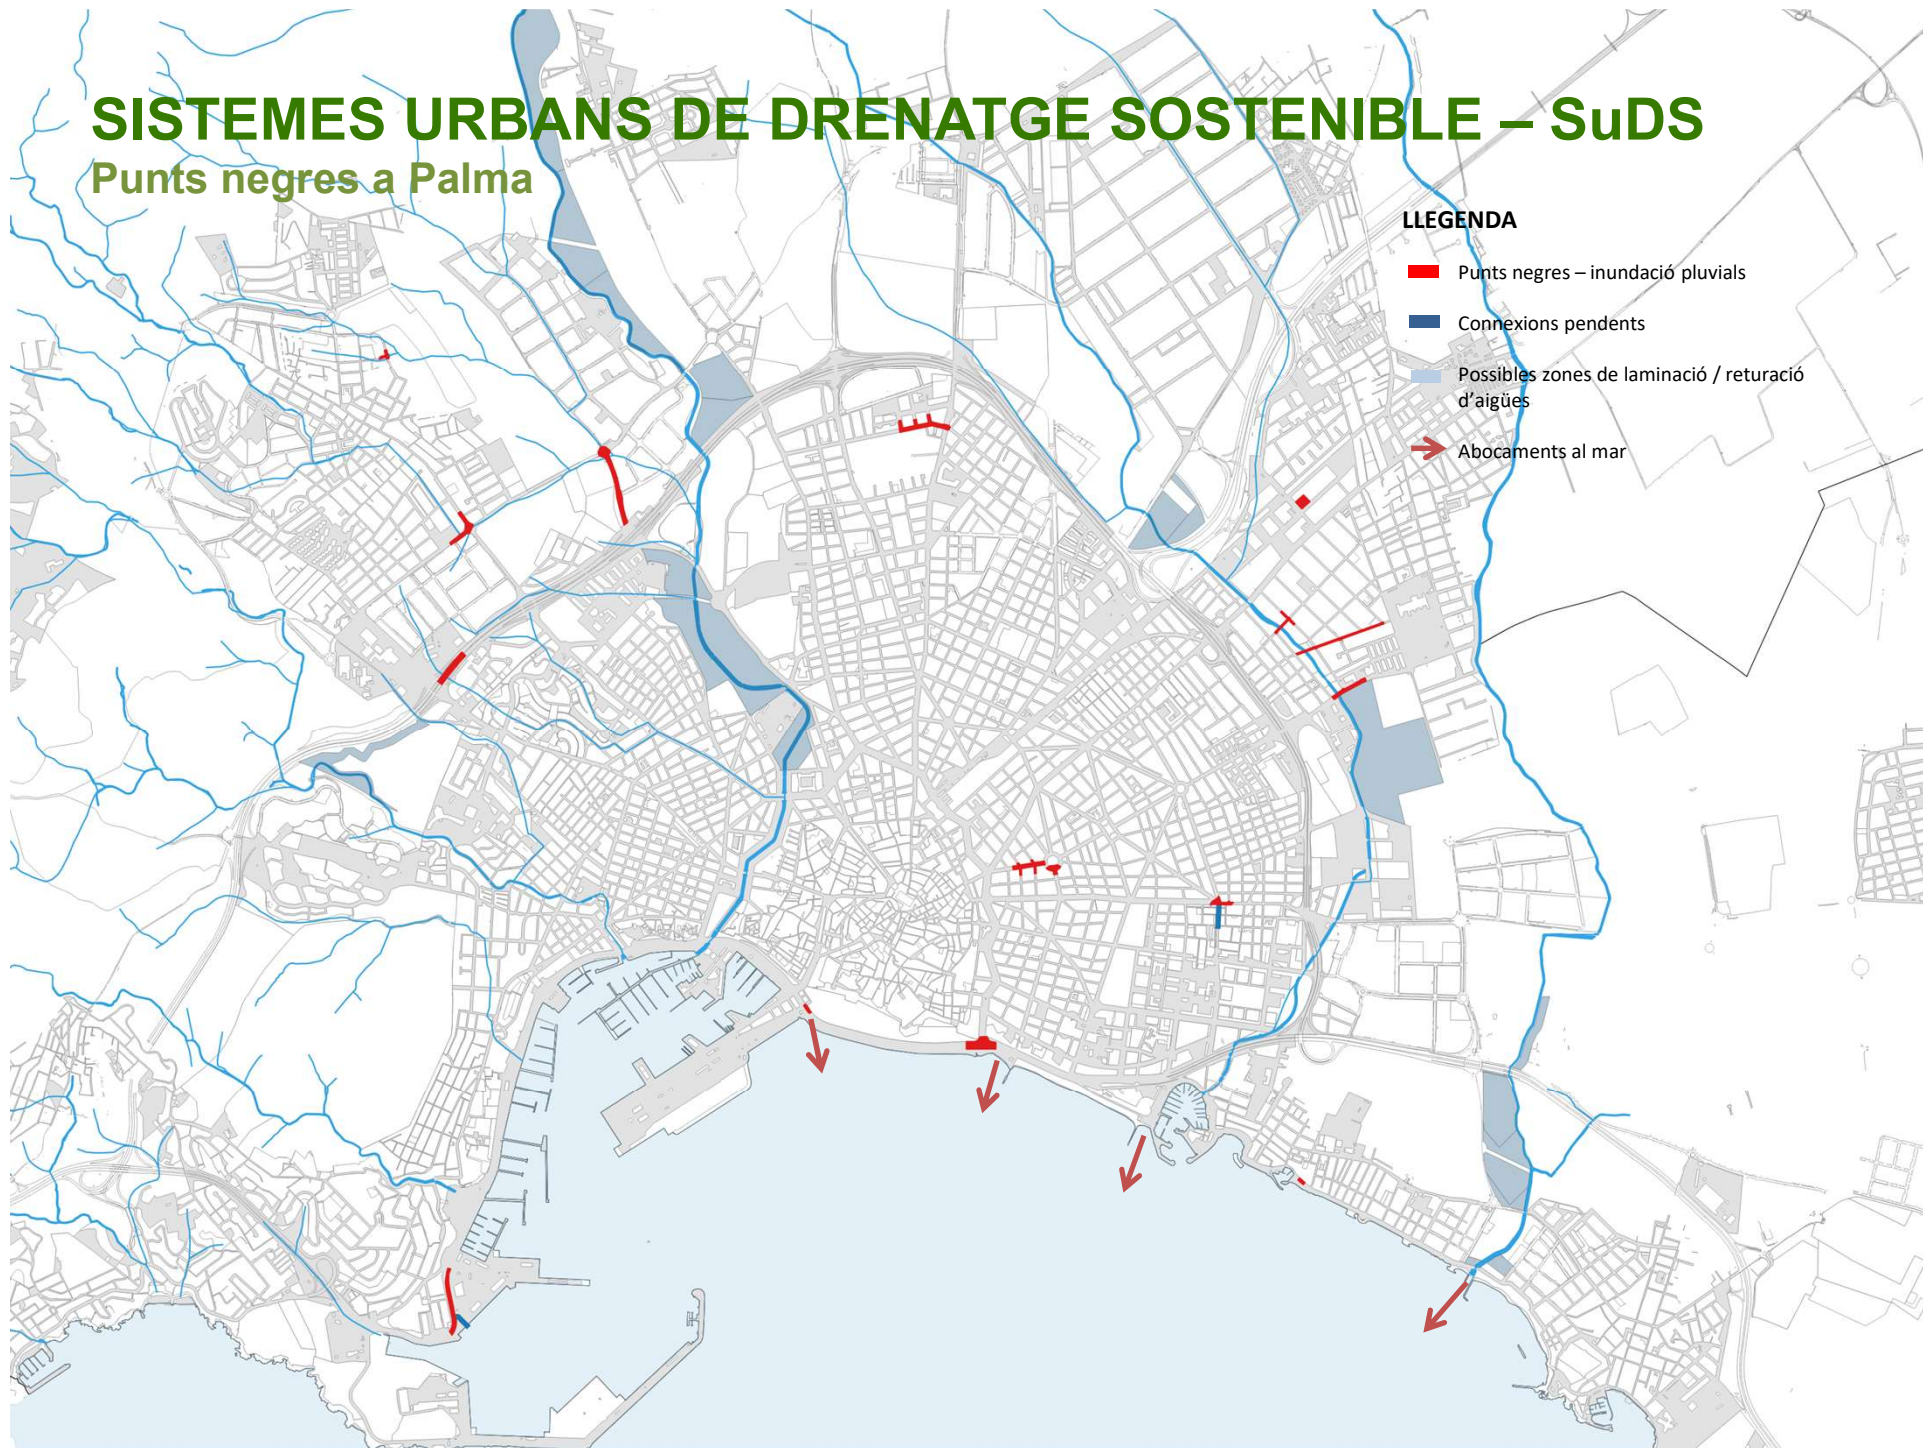 SISTEMES URBANS DE DRENATGE SOSTENIBLE – SuDS
Punts negres a Palma
LLEGENDA
Punts negres – inundació pluvials
Connexions pendents
Possibles zones de laminació / returació
d'aigües
Abocaments al mar